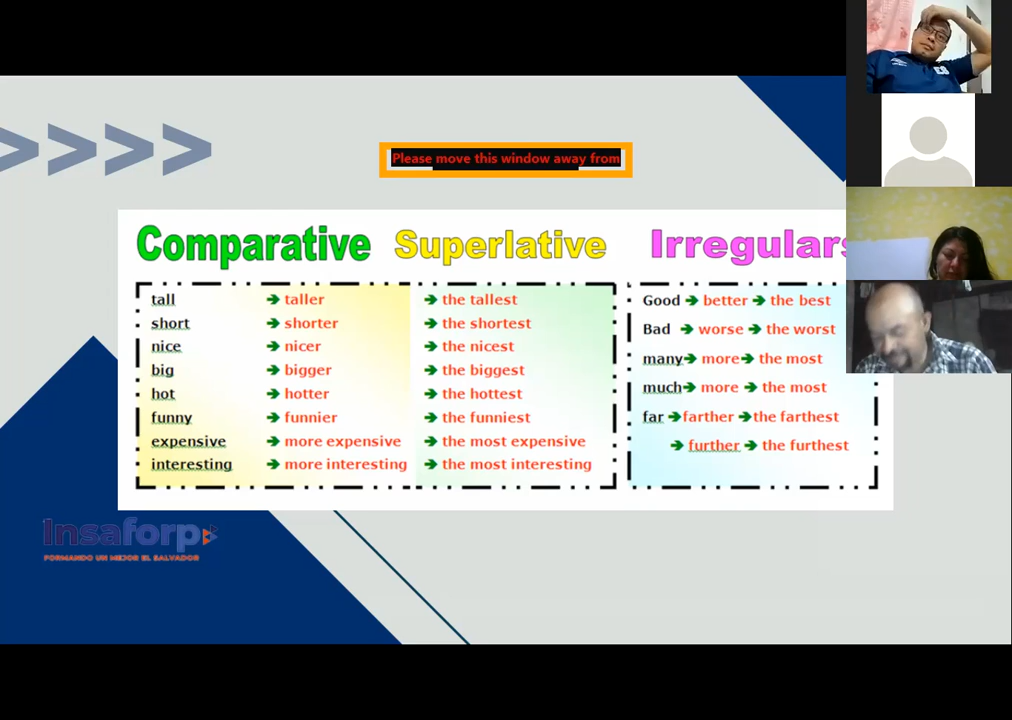 > > > >
Please move this window away from
Comparative Superlative Irregulars
tall ➔ taller ➔ the tallest
short ➔ shorter ➔ the shortest
nice ➔ nicer ➔ the nicest
big ➔ bigger ➔ the biggest
hot ➔ hotter ➔ the hottest
funny ➔ funnier ➔ the funniest
expensive ➔ more expensive ➔ the most expensive
interesting ➔ more interesting ➔ the most interesting
Good ➔ better ➔ the best
Bad ➔ worse ➔ the worst
many ➔ more ➔ the most
much ➔ more ➔ the most
far ➔ farther ➔ the farthest
➔ further ➔ the furthest
Insaforp
FORMANDO UN MEJOR EL SALVADOR